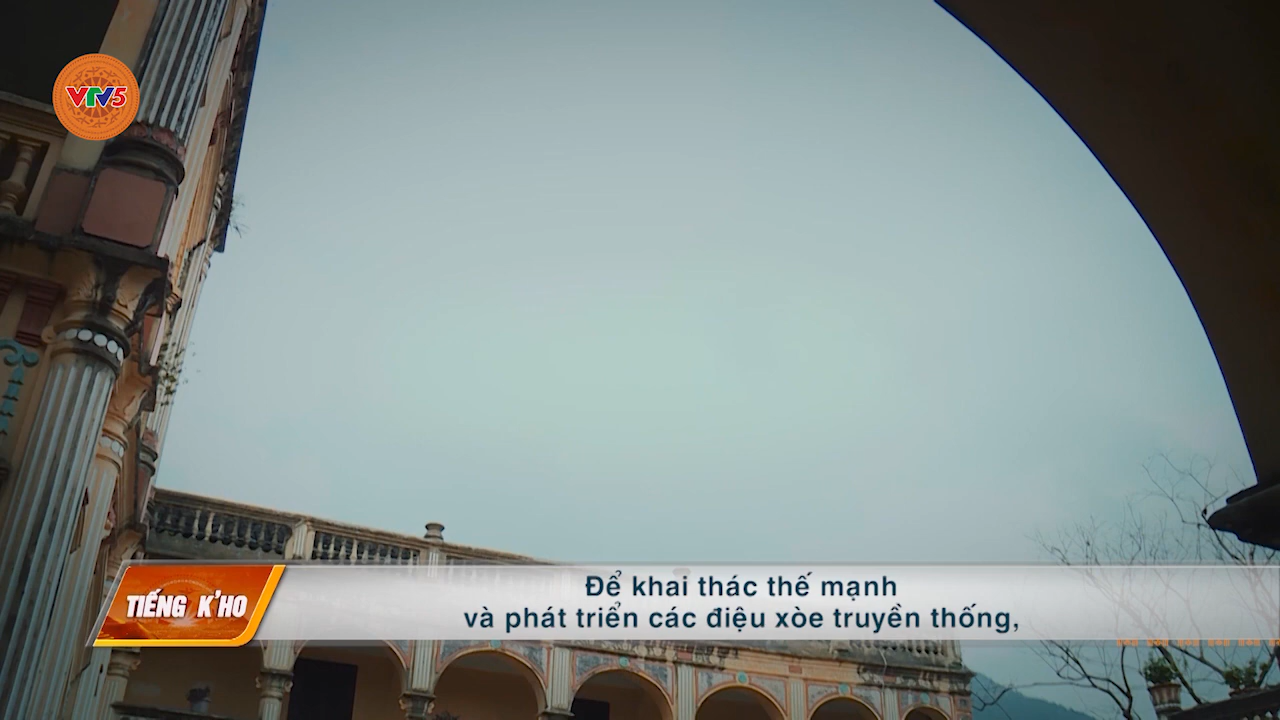 VTV5
TIẾNG K'HO
Để khai thác thế mạnh
và phát triển các điệu xòe truyền thống,